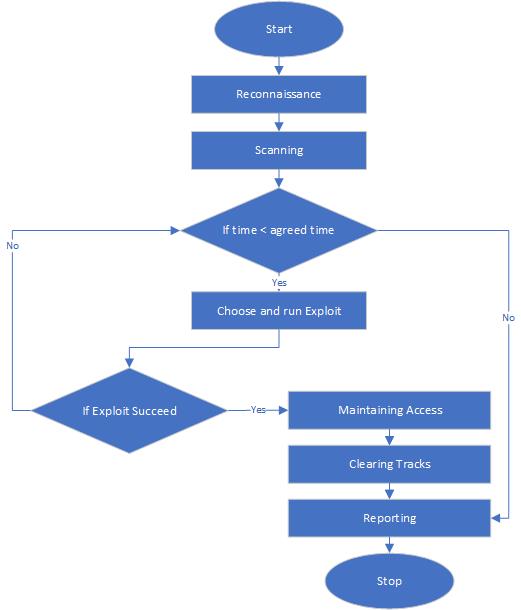 Start
Reconnaissance
Scanning
If time < agreed time
No
Yes
Choose and run Exploit
No
If Exploit Succeed
Yes
Maintaining Access
Clearing Tracks
Reporting
Stop